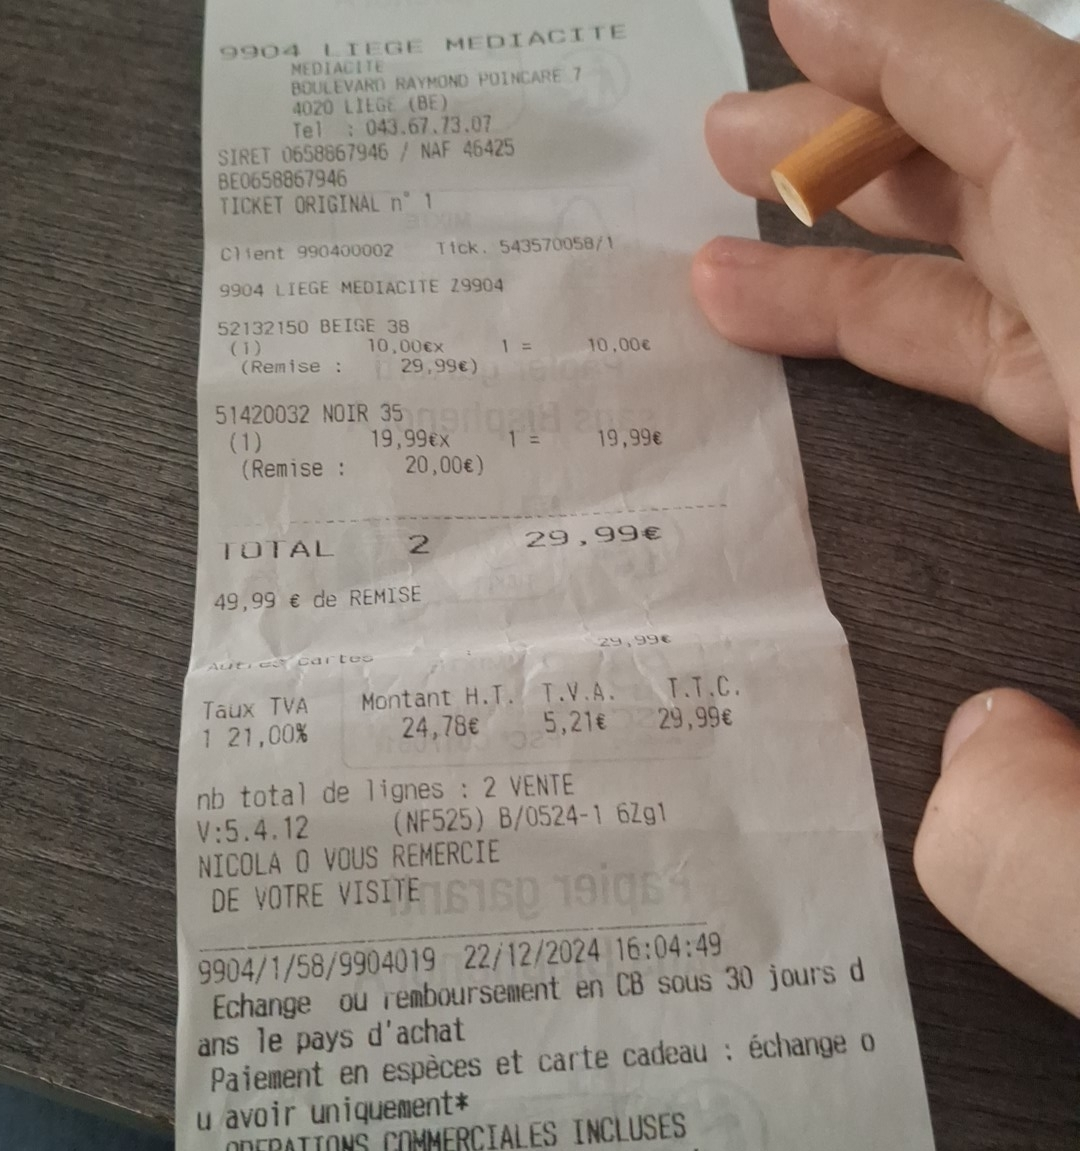 9904 LIEGE MEDIACITE
MEDIACITE
BOULEVARD RAYMOND POINCARE 7
4020 LIEGE (BE)
Tel : 043.67.73.07
SIRET 0658867946 / NAF 46425
BE0658867946
TICKET ORIGINAL n° 1
Client 990400002 Tick. 543570058/1
9904 LIEGE MEDIACITE Z9904
52132150 BEIGE 38
(1) 10,00€x 1 = 10,00€
(Remise : 29,99€)
51420032 NOIR 35
(1) 19,99€x 1 = 19,99€
(Remise : 20,00€)
TOTAL 2 29,99€
49,99 € de REMISE
Autres cartes : 29,99€
Taux TVA Montant H.T. T.V.A. T.T.C.
1 21,00% 24,78€ 5,21€ 29,99€
nb total de lignes : 2 VENTE
V:5.4.12 (NF525) B/0524-1 6Zg1
NICOLA O VOUS REMERCIE
DE VOTRE VISITE
9904/1/58/9904019 22/12/2024 16:04:49
Echange ou remboursement en CB sous 30 jours d
ans le pays d'achat
Paiement en espèces et carte cadeau : échange o
u avoir uniquement*
OPERATIONS COMMERCIALES INCLUSES